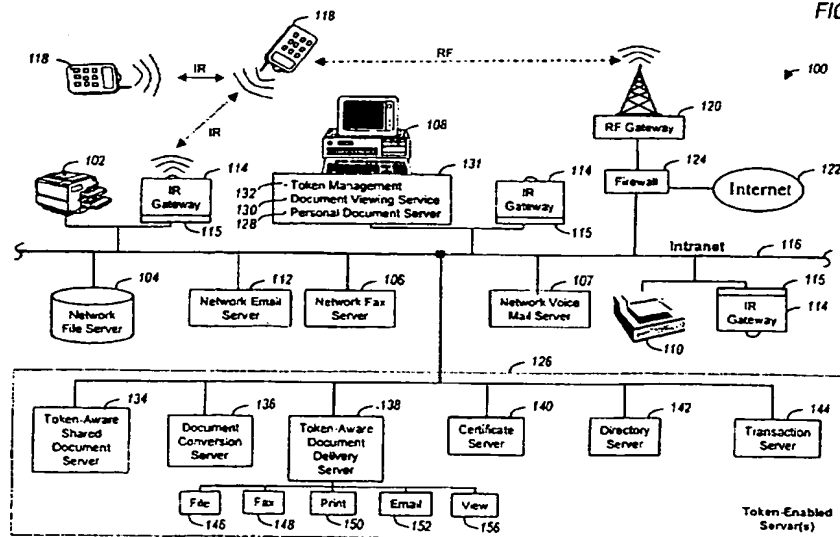 FIG
118
118
RF
100
IR
IR
120
RF Gateway
108
102
114
IR Gateway
115
131
132 - Token Management
130 Document Viewing Service
128 Personal Document Server
114
IR Gateway
115
124
Firewall
122
Internet
Intranet
116
104
Network File Server
112
Network Email Server
106
Network Fax Server
107
Network Voice Mail Server
110
115
114
IR Gateway
126
134
Token-Aware Shared Document Server
136
Document Conversion Server
138
Token-Aware Document Delivery Server
140
Certificate Server
142
Directory Server
144
Transaction Server
File
146
Fax
148
Print
150
Email
152
View
156
Token-Enabled Server(s)